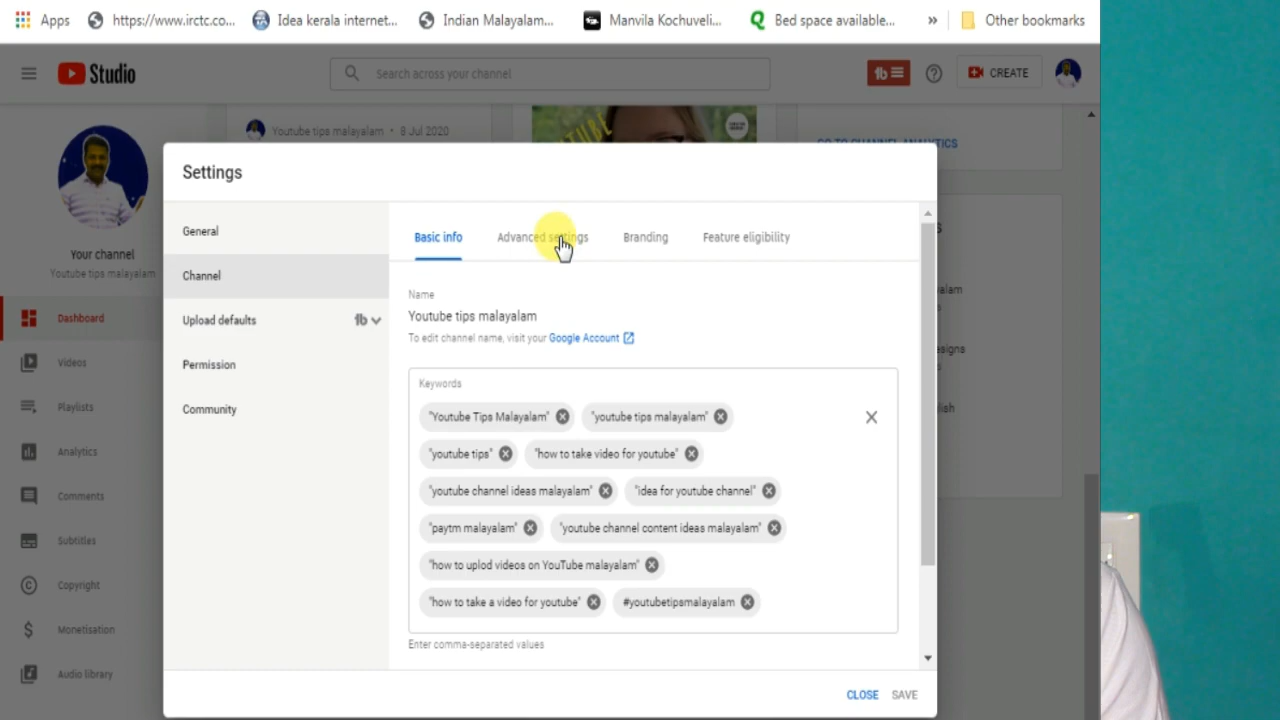 Apps https://www.irctc.co... Idea kerala internet... Indian Malayalam... Manvila Kochuveli... Bed space available... » Other bookmarks
Studio Search across your channel CREATE
Youtube tips malayalam • 8 Jul 2020
GO TO CHANNEL ANALYTICS
Your channel
Youtube tips malayalam
Dashboard
Videos
Playlists
Analytics
Comments
Subtitles
Copyright
Monetisation
Audio library
Settings
General
Channel
Upload defaults
Permission
Community
Basic info Advanced settings Branding Feature eligibility
Name
Youtube tips malayalam
To edit channel name, visit your Google Account
Keywords
"Youtube Tips Malayalam" "youtube tips malayalam"
"youtube tips" "how to take video for youtube"
"youtube channel ideas malayalam" "idea for youtube channel"
"paytm malayalam" "youtube channel content ideas malayalam"
"how to uplod videos on YouTube malayalam"
"how to take a video for youtube" #youtubetipsmalayalam
Enter comma-separated values
CLOSE SAVE